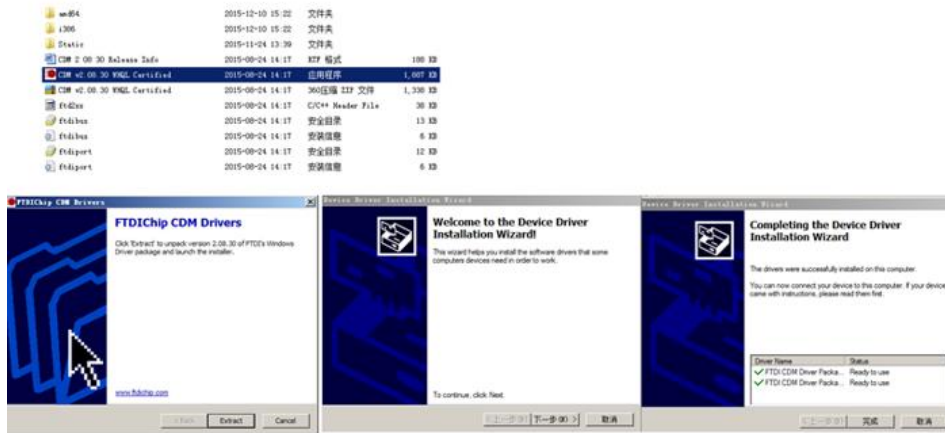 amd64 2015-12-10 15:22 文件夹
i386 2015-12-10 15:22 文件夹
Static 2015-11-24 13:39 文件夹
CDM 2 08 30 Release Info 2015-08-24 14:17 RTF 格式 188 KB
CDM v2.08.30 WHQL Certified 2015-08-24 14:17 应用程序 1,887 KB
CDM v2.08.30 WHQL Certified 2015-08-24 14:17 360压缩 ZIP 文件 1,338 KB
ftd2xx 2015-08-24 14:17 C/C++ Header File 38 KB
ftdibus 2015-08-24 14:17 安全目录 13 KB
ftdibus 2015-08-24 14:17 安装信息 6 KB
ftdiport 2015-08-24 14:17 安全目录 12 KB
ftdiport 2015-08-24 14:17 安装信息 6 KB
FTDIChip CDM Drivers
FTDIChip CDM Drivers
Click 'Extract' to unpack version 2.08.30 of FTDI's Windows
Driver package and launch the installer.
www.ftdichip.com
< Back Extract Cancel
Device Driver Installation Wizard
Welcome to the Device Driver
Installation Wizard!
This wizard helps you install the software drivers that some
computers devices need in order to work.
To continue, click Next.
<上一步(B) 下一步(N) > 取消
Device Driver Installation Wizard
Completing the Device Driver
Installation Wizard
The drivers were successfully installed on this computer.
You can now connect your device to this computer. If your device
came with instructions, please read them first.
Driver Name Status
FTDI CDM Driver Packa... Ready to use
FTDI CDM Driver Packa... Ready to use
<上一步(B) 完成 取消